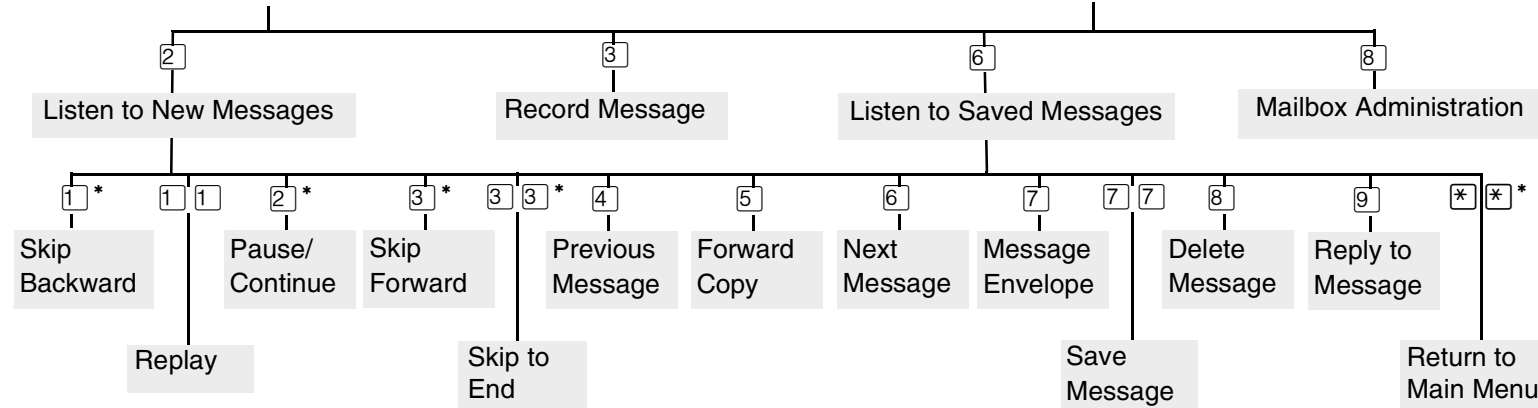 2
3
6
8
Listen to New Messages
Record Message
Listen to Saved Messages
Mailbox Administration
1 *
1 1
2 *
3 *
3 3 *
4
5
6
7
7 7
8
9
* * *
Skip
Backward
Pause/
Continue
Skip
Forward
Previous
Message
Forward
Copy
Next
Message
Message
Envelope
Delete
Message
Reply to
Message
Replay
Skip to
End
Save
Message
Return to
Main Menu